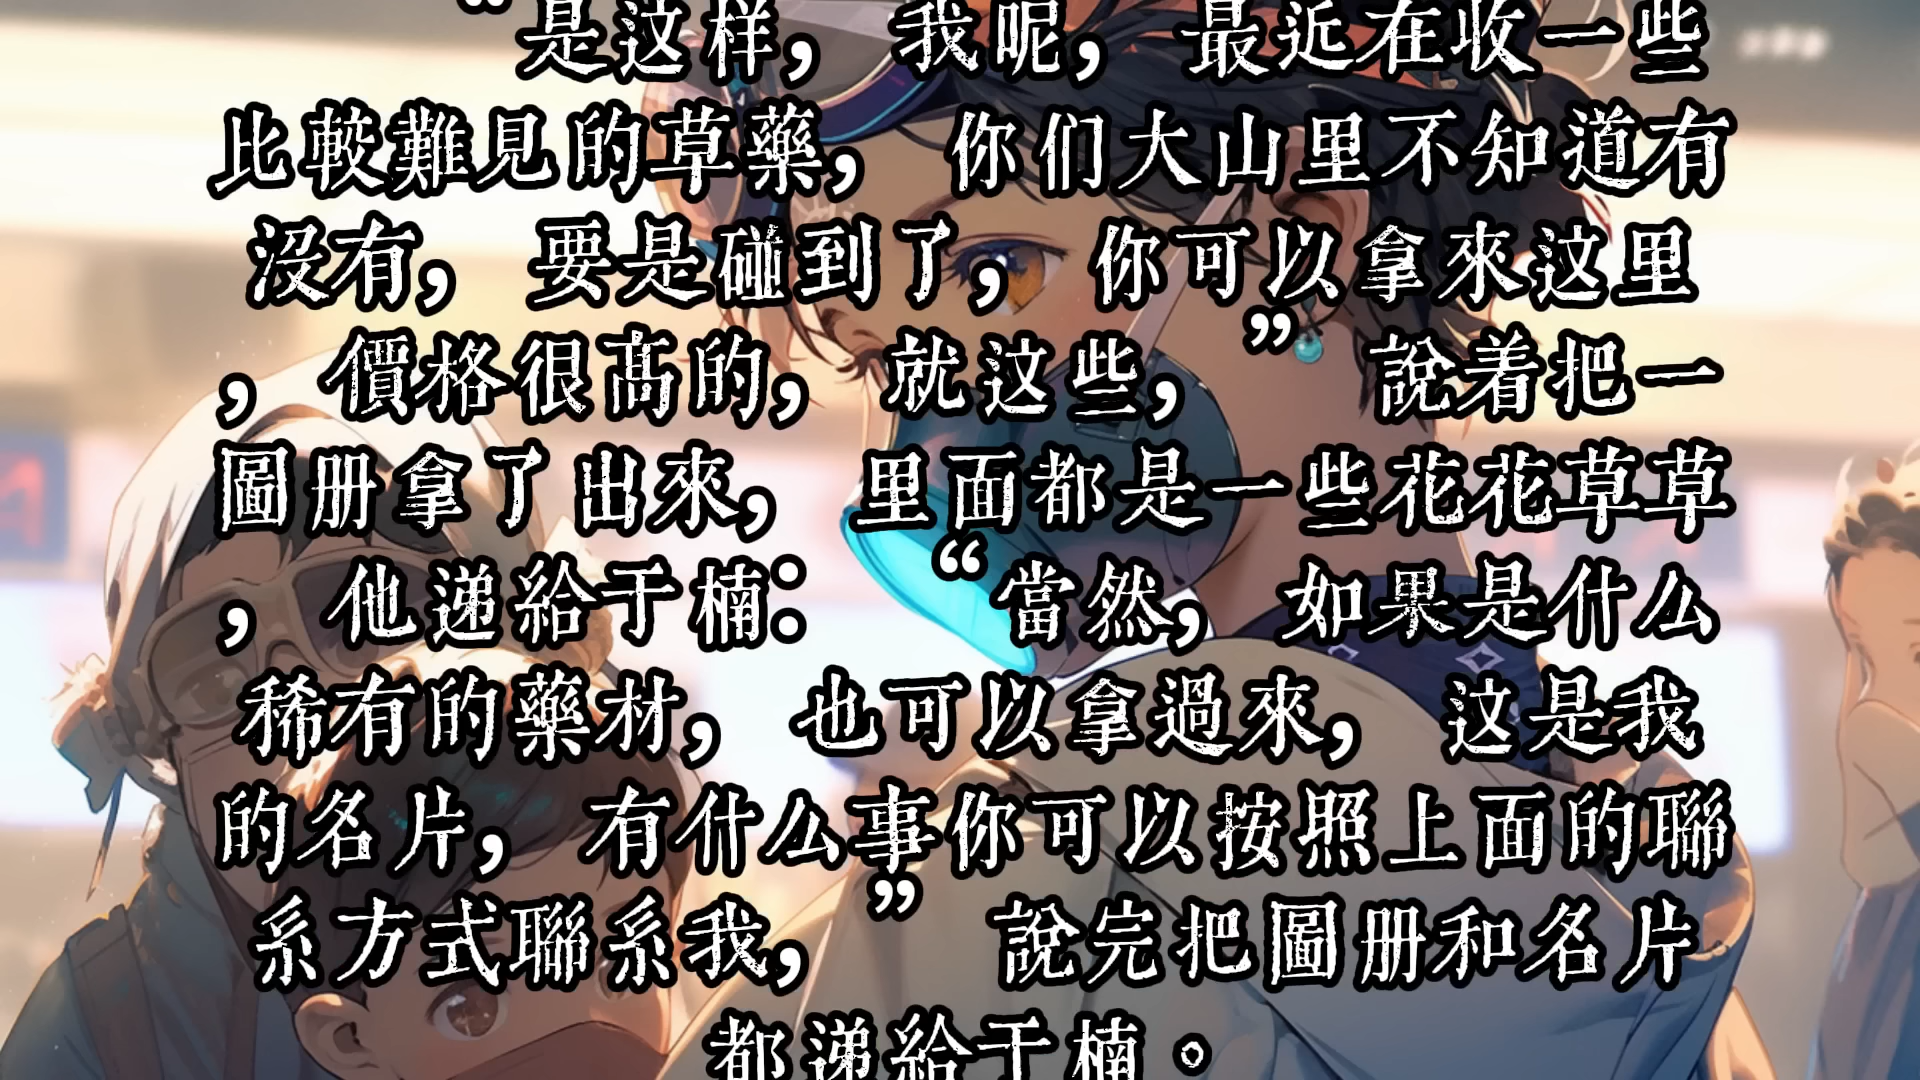 “是这样，我呢，最近在收一些
比較難見的草藥，你们大山里不知道有
没有，要是碰到了，你可以拿來这里
，價格很高的，就这些，”說着把一
圖册拿了出來，里面都是一些花花草草
，他递給于楠：“當然，如果是什么
稀有的藥材，也可以拿過來，这是我
的名片，有什么事你可以按照上面的聯
系方式聯系我，”說完把圖册和名片
都递給于楠。